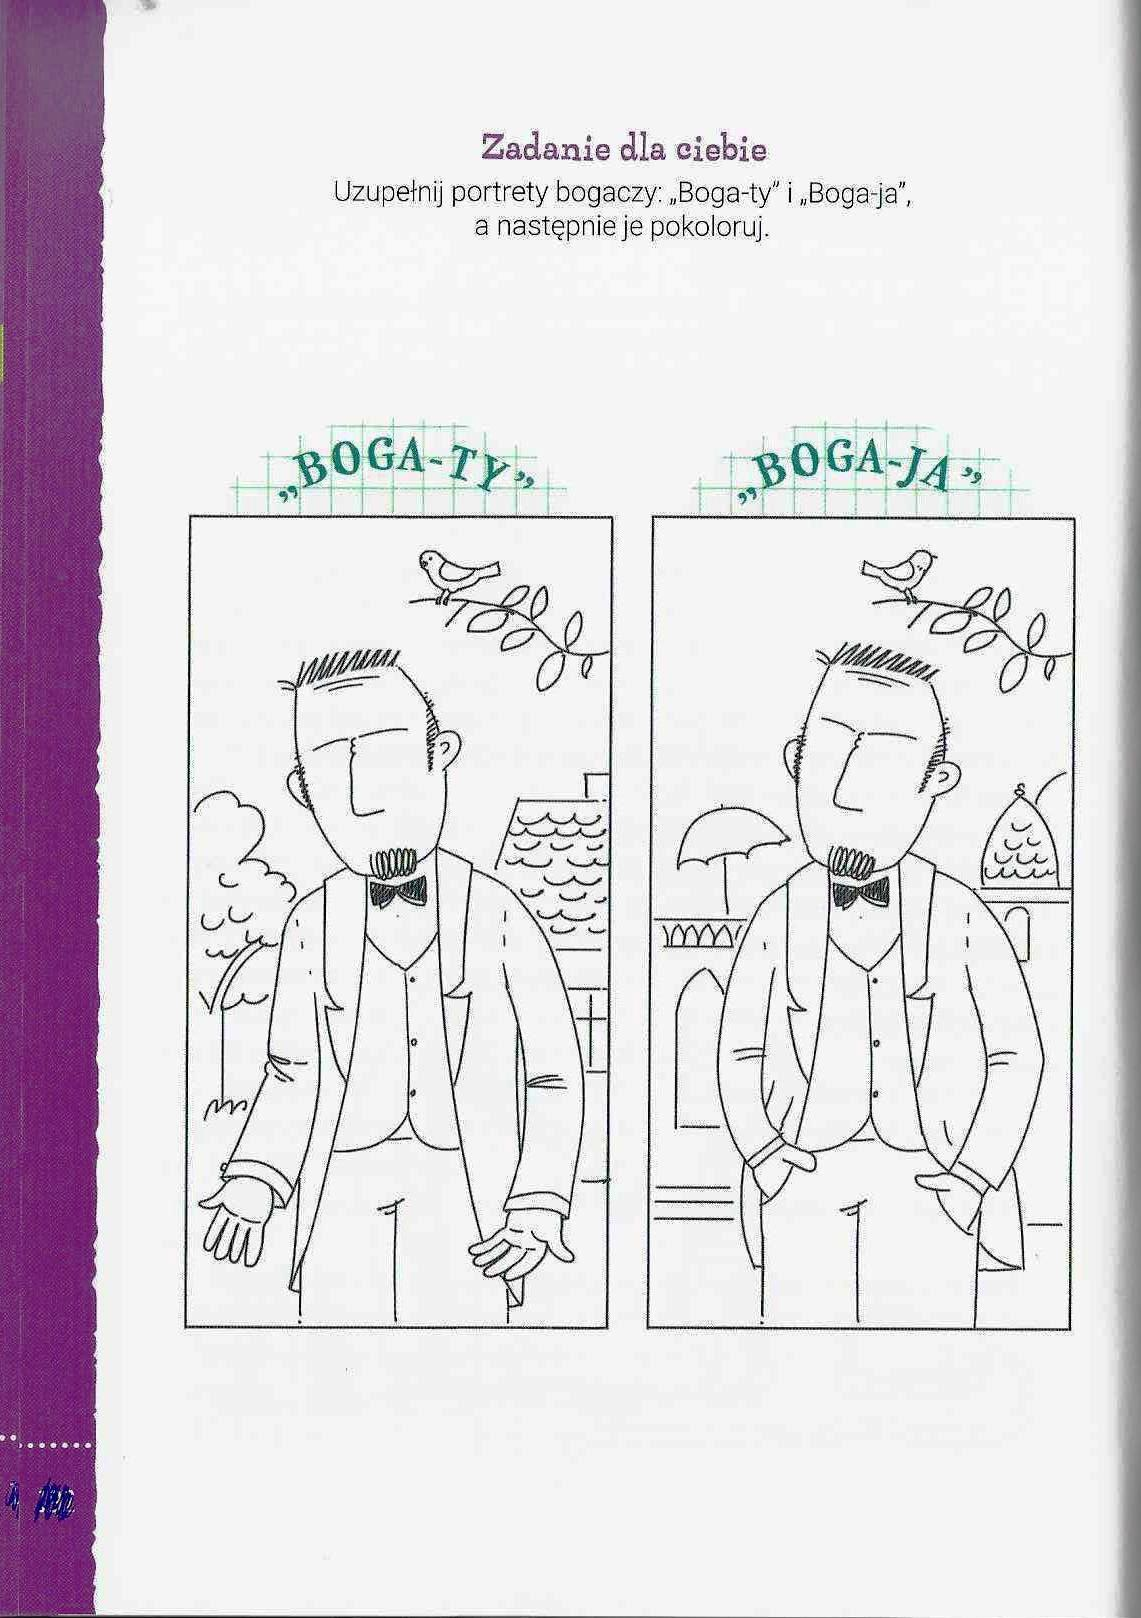 Zadanie dla ciebie
Uzupełnij portrety bogaczy: „Boga-ty” i „Boga-ja”,
a następnie je pokoloruj.
„BOGA-TY”
„BOGA-JA”